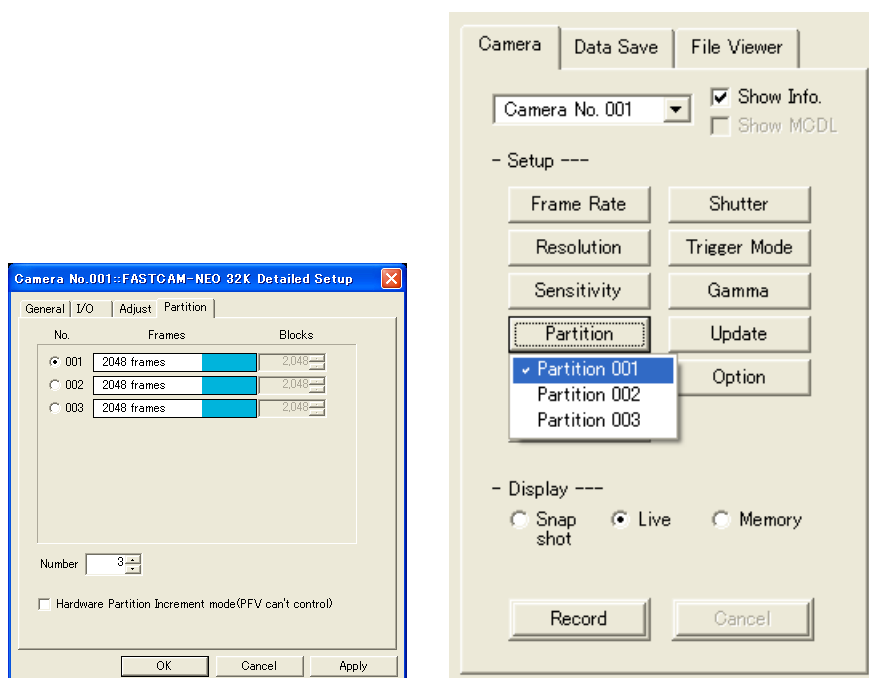 Camera No.001::FASTCAM-NEO 32K Detailed Setup
General I/O Adjust Partition
No. Frames Blocks
001 2048 frames 2,048
002 2048 frames 2,048
003 2048 frames 2,048
Number 3
Hardware Partition Increment mode(PFV can't control)
OK Cancel Apply
Camera Data Save File Viewer
Camera No. 001 Show Info.
Show MCDL
- Setup ---
Frame Rate Shutter
Resolution Trigger Mode
Sensitivity Gamma
Partition Update
Partition 001
Option
Partition 002
Partition 003
- Display ---
Snap Live Memory
shot
Record Cancel